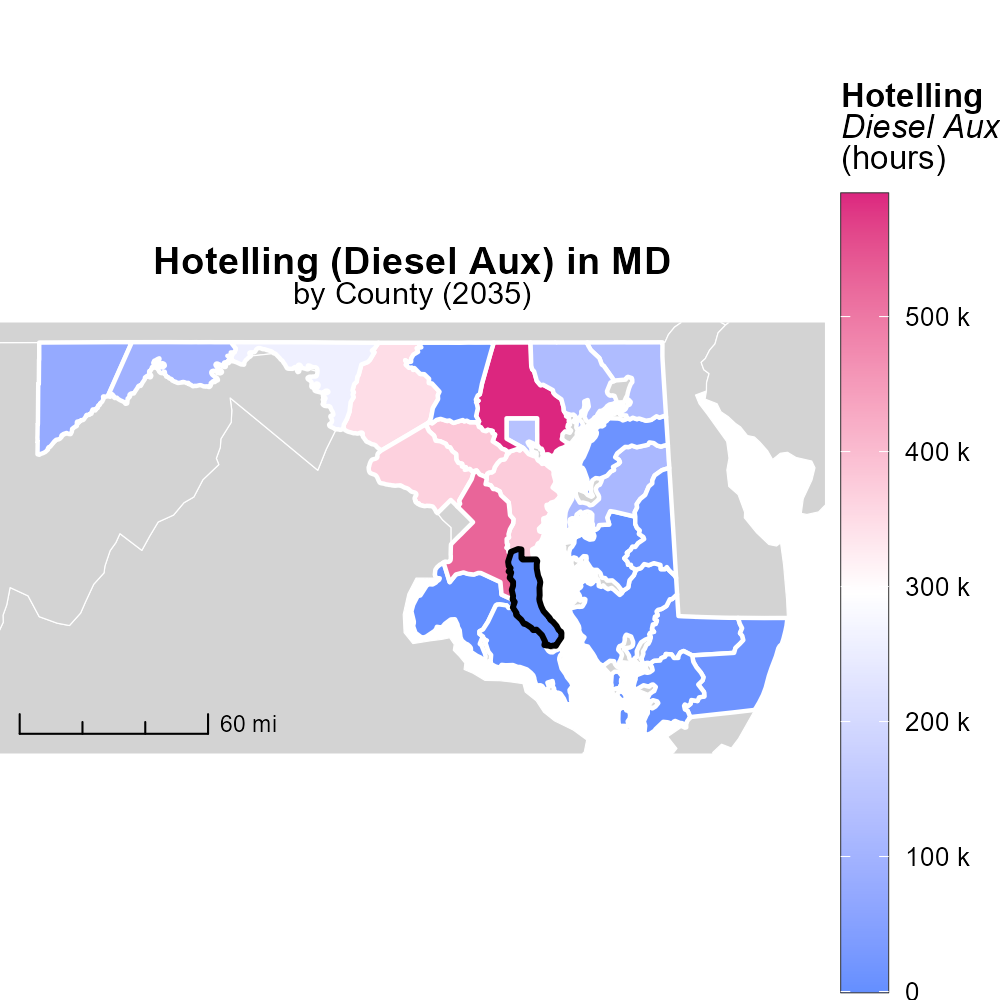 Hotelling (Diesel Aux) in MD
by County (2035)
60 mi
Hotelling
Diesel Aux
(hours)
500 k
400 k
300 k
200 k
100 k
0